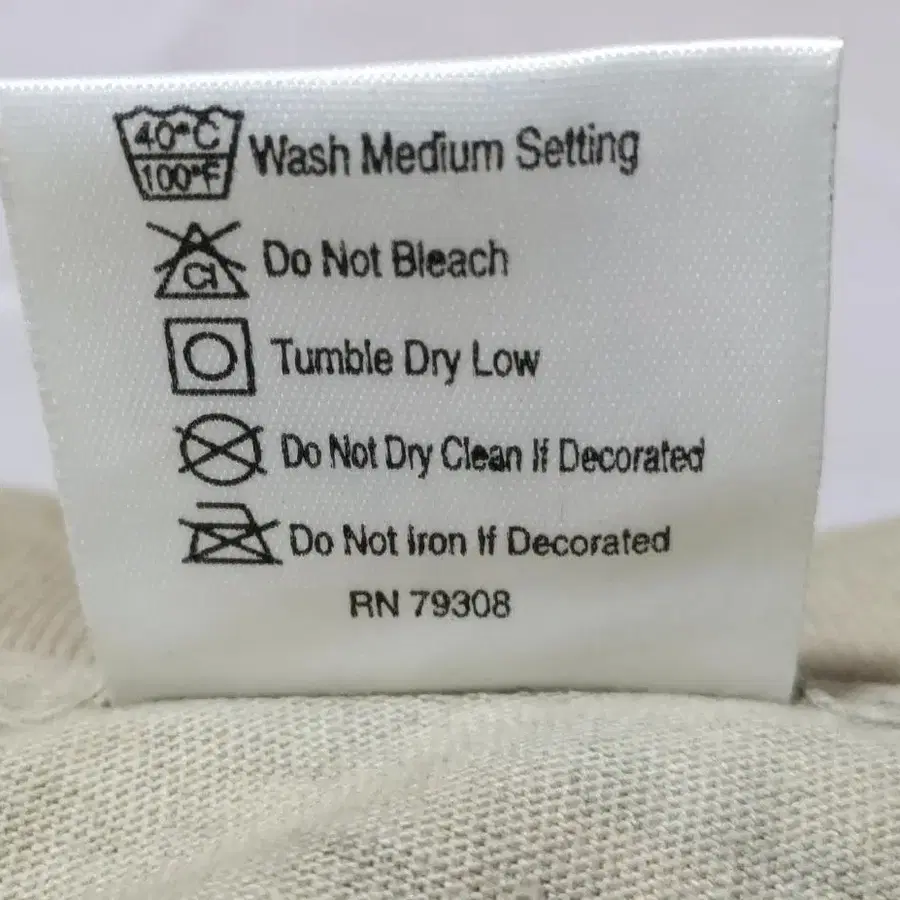 40°C
100°F
Wash Medium Setting
Cl
Do Not Bleach
Tumble Dry Low
Do Not Dry Clean If Decorated
Do Not Iron If Decorated
RN 79308